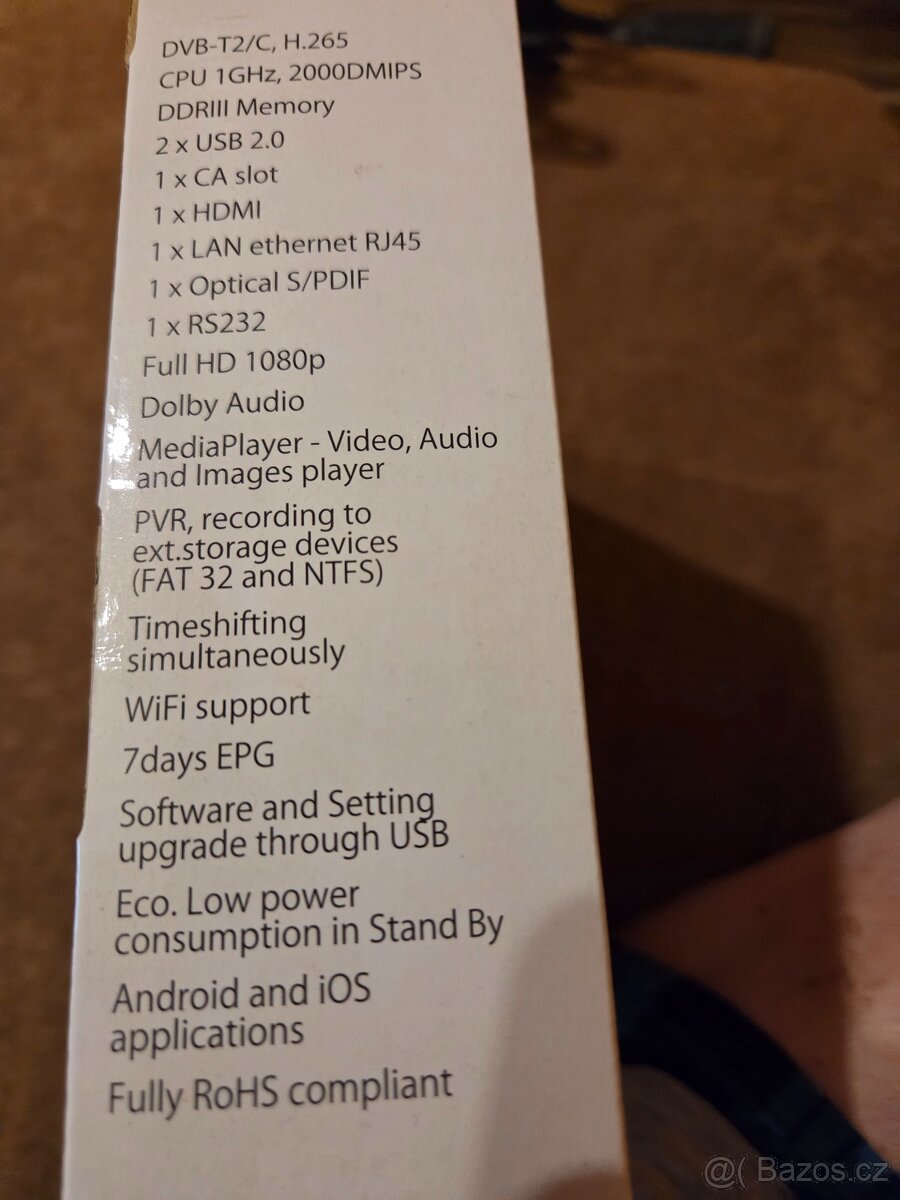 DVB-T2/C, H.265
CPU 1GHz, 2000DMIPS
DDRIII Memory
2 x USB 2.0
1 x CA slot
1 x HDMI
1 x LAN ethernet RJ45
1 x Optical S/PDIF
1 x RS232
Full HD 1080p
Dolby Audio
MediaPlayer - Video, Audio
and Images player
PVR, recording to
ext.storage devices
(FAT 32 and NTFS)
Timeshifting
simultaneously
WiFi support
7days EPG
Software and Setting
upgrade through USB
Eco. Low power
consumption in Stand By
Android and iOS
applications
Fully RoHS compliant
@( Bazos.cz